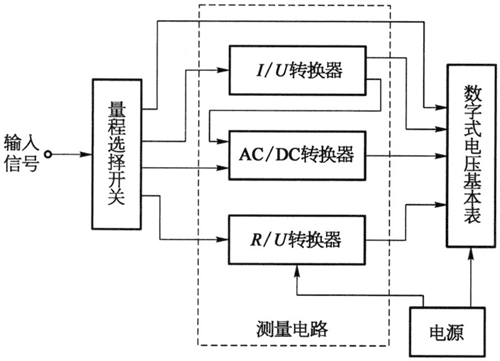 输入
信号
量程选择开关
I/U转换器
AC/DC转换器
R/U转换器
测量电路
数字式电压基本表
电源